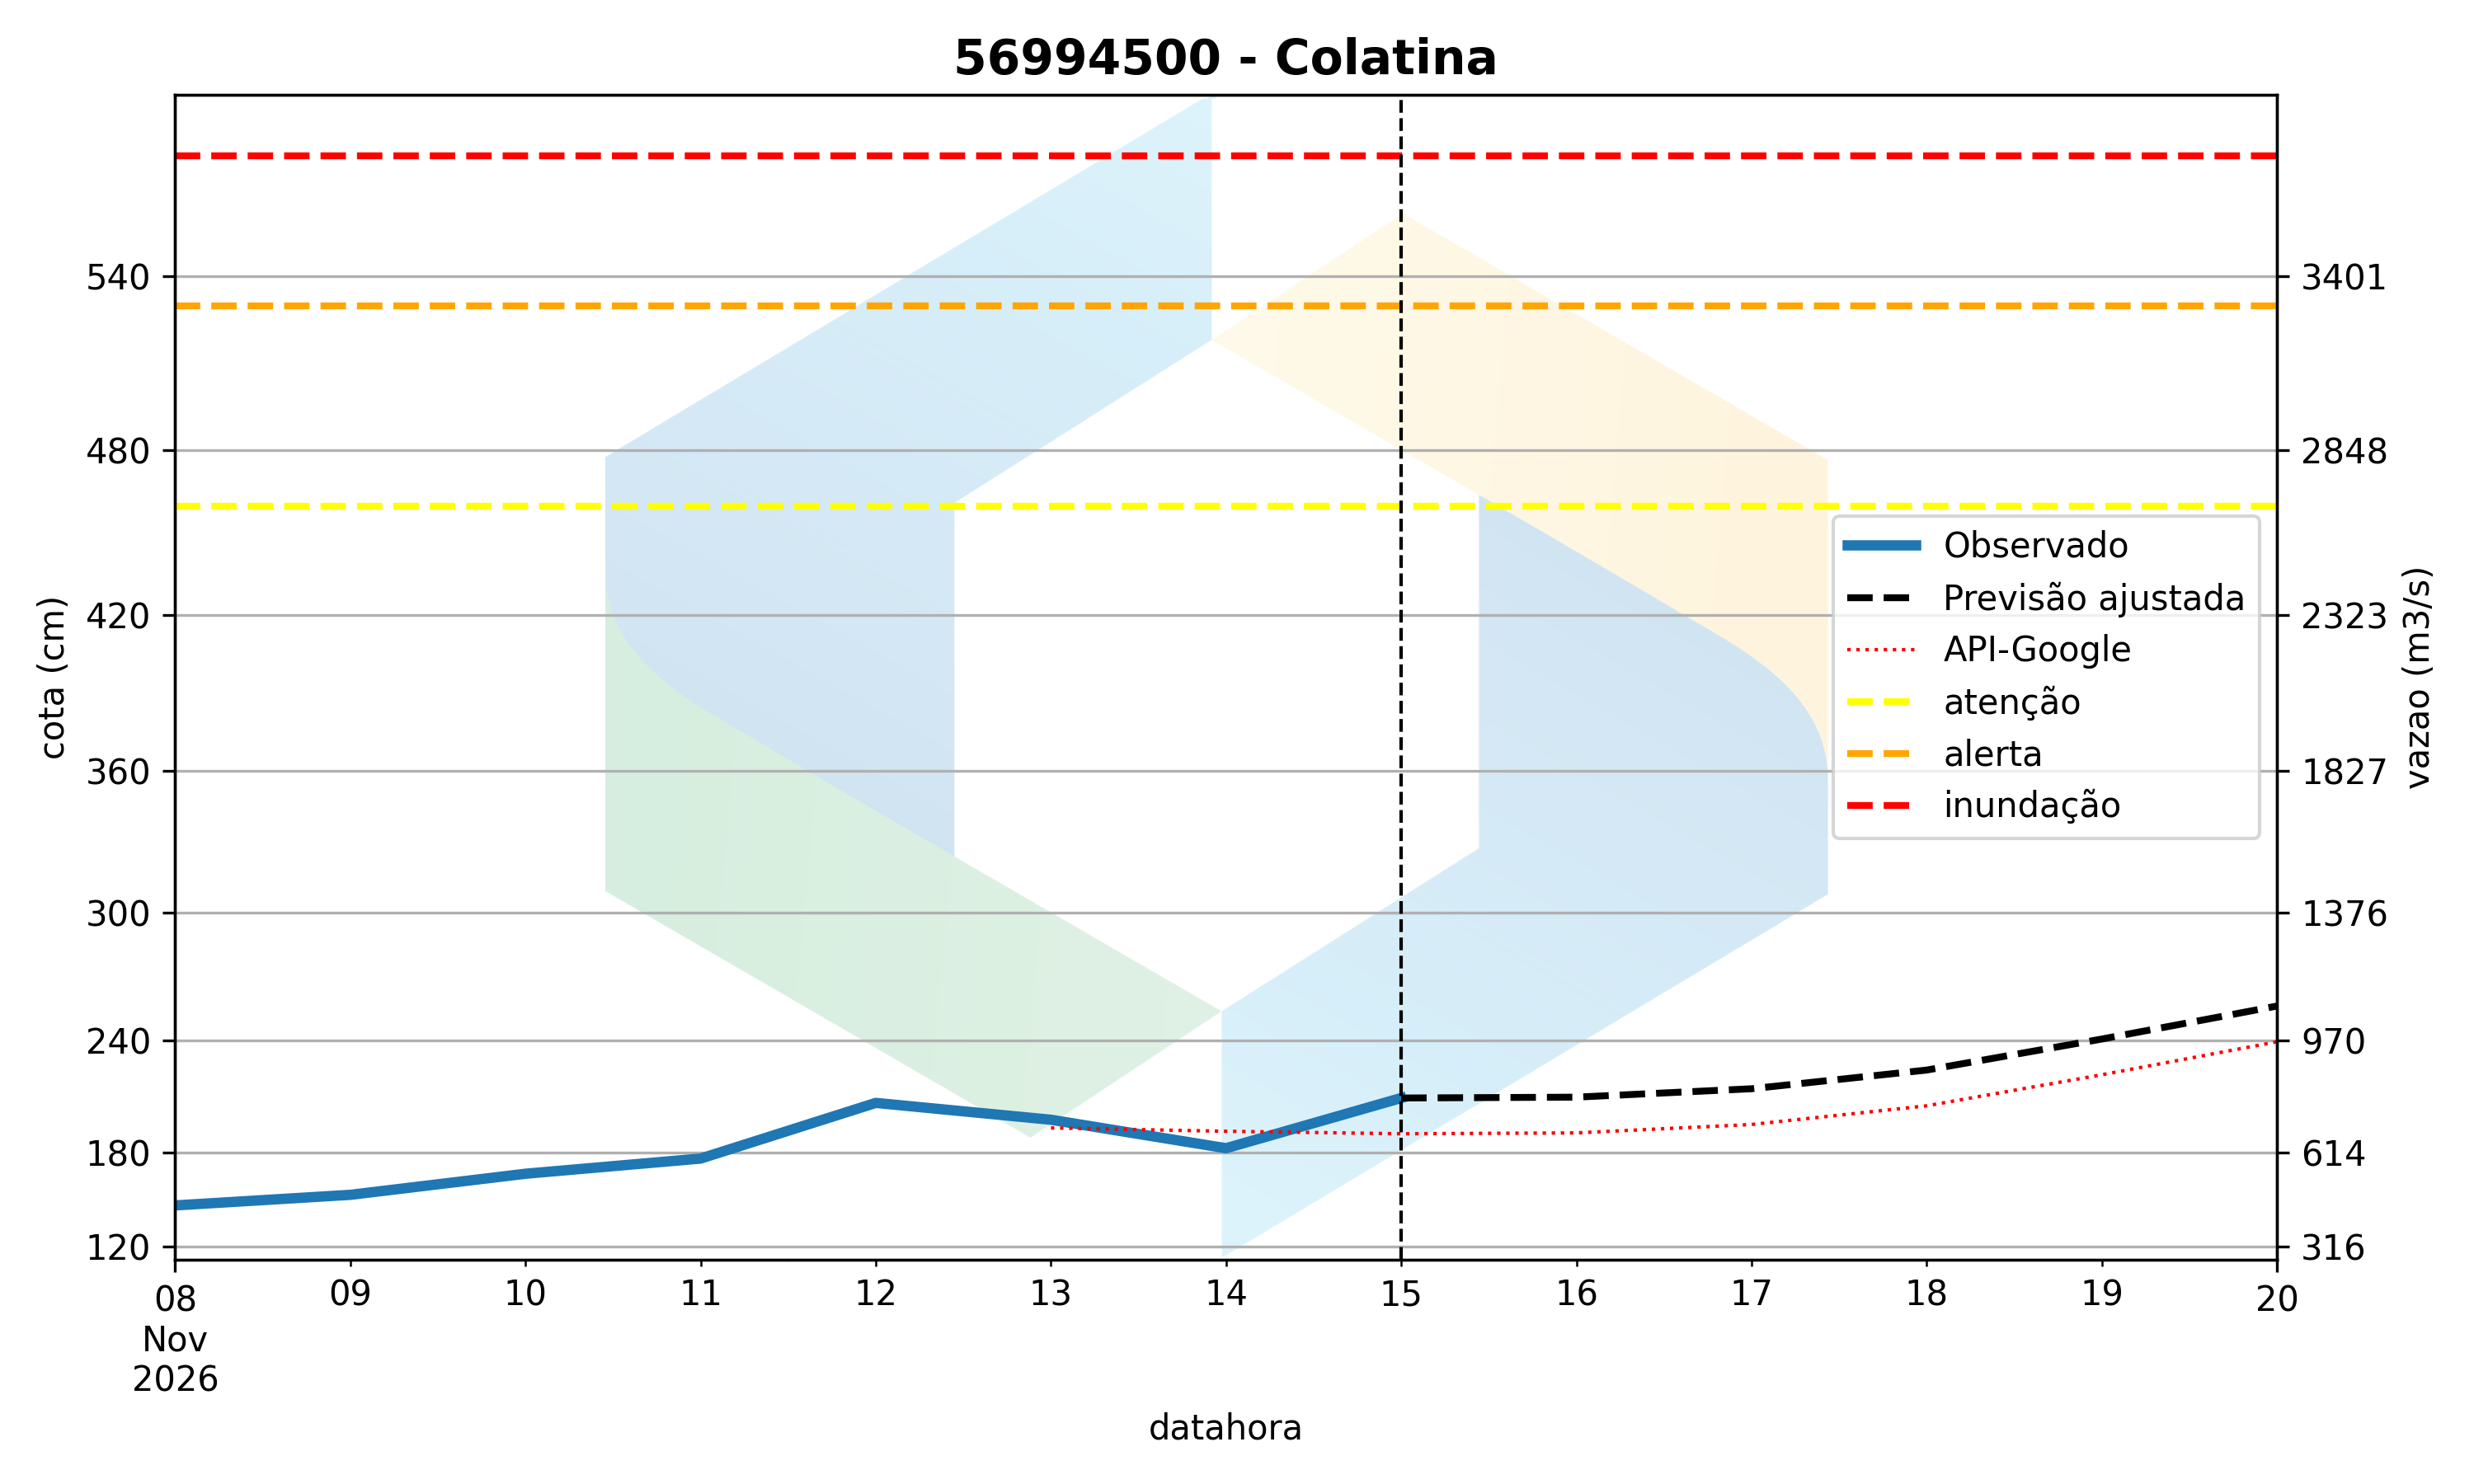 56994500 - Colatina
540
480
420
360
300
240
180
120
cota (cm)
3401
2848
2323
1827
1376
970
614
316
vazao (m3/s)
Observado
Previsão ajustada
API-Google
atenção
alerta
inundação
08 09 10 11 12 13 14 15 16 17 18 19 20
Nov
2026
datahora